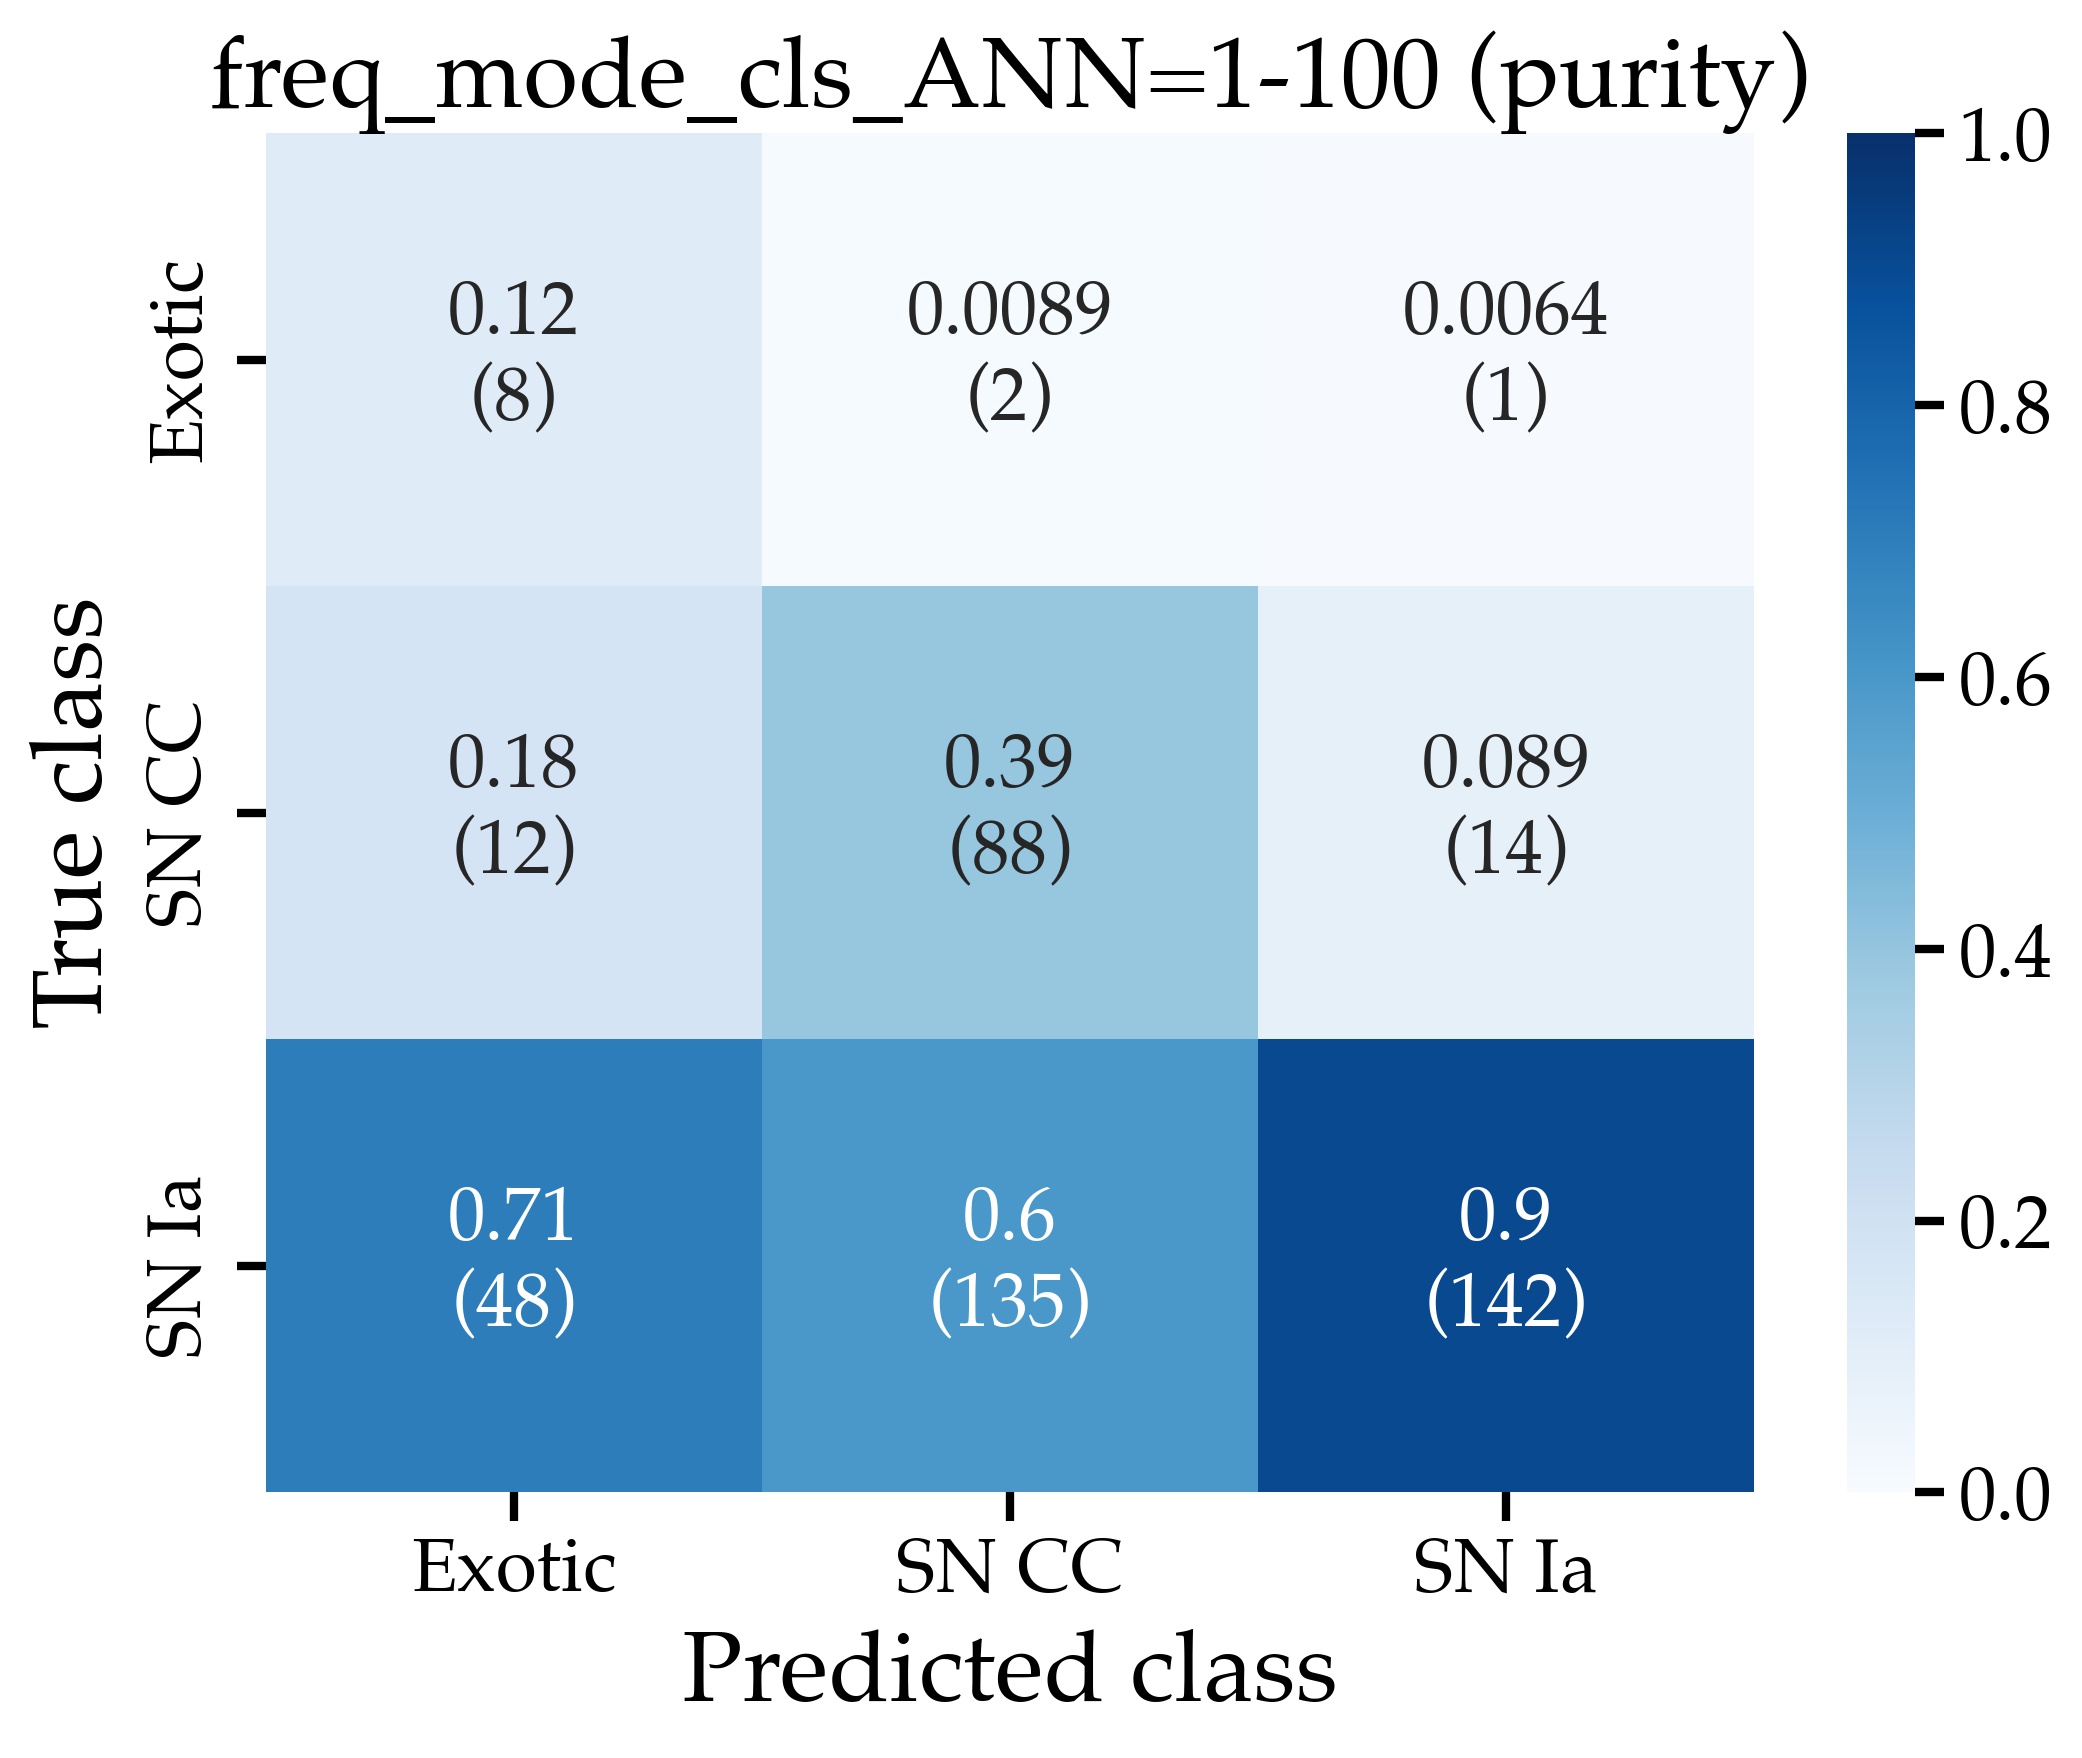 freq_mode_cls_ANN=1-100 (purity)
True class
Exotic
SN CC
SN Ia
0.12
(8)
0.0089
(2)
0.0064
(1)
0.18
(12)
0.39
(88)
0.089
(14)
0.71
(48)
0.6
(135)
0.9
(142)
Exotic
SN CC
SN Ia
Predicted class
1.0
0.8
0.6
0.4
0.2
0.0